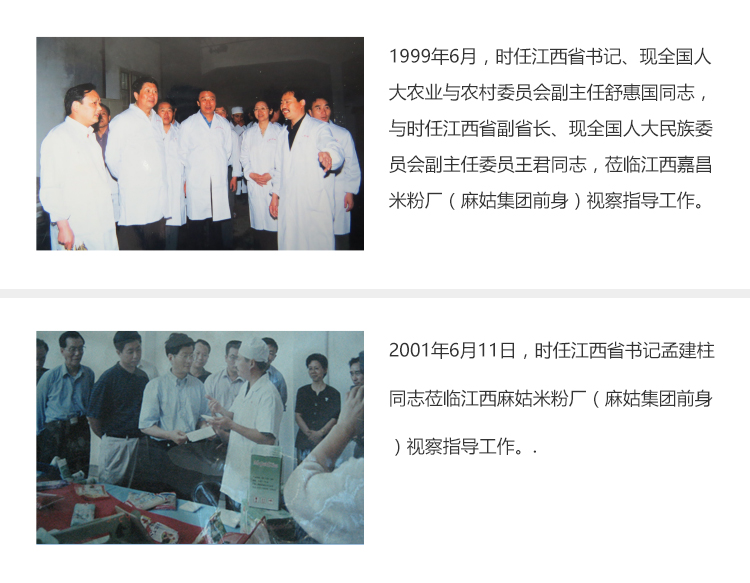 1999年6月，时任江西省书记、现全国人
大农业与农村委员会副主任舒惠国同志，
与时任江西省副省长、现全国人大民族委
员会副主任委员王君同志，莅临江西嘉昌
米粉厂（麻姑集团前身）视察指导工作。
2001年6月11日，时任江西省书记孟建柱
同志莅临江西麻姑米粉厂（麻姑集团前身
）视察指导工作。.